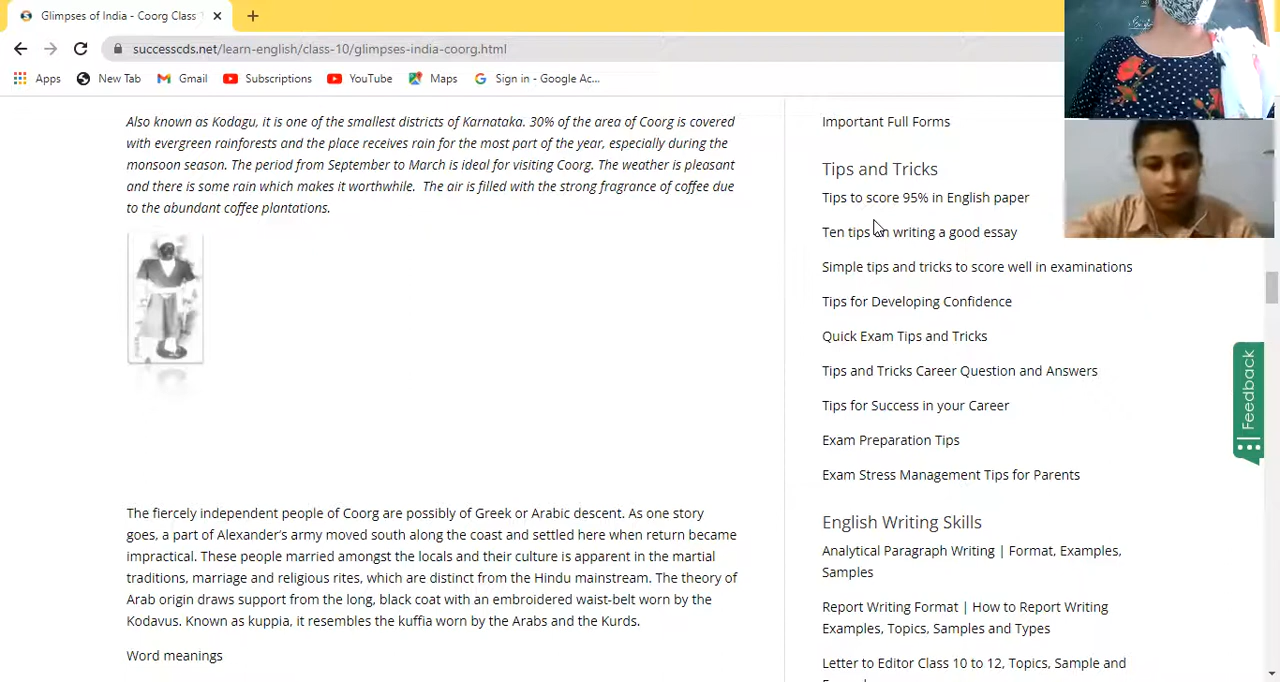 Glimpses of India - Coorg Class
successcds.net/learn-english/class-10/glimpses-india-coorg.html
Apps New Tab Gmail Subscriptions YouTube Maps Sign in - Google Ac...
Also known as Kodagu, it is one of the smallest districts of Karnataka. 30% of the area of Coorg is covered
with evergreen rainforests and the place receives rain for the most part of the year, especially during the
monsoon season. The period from September to March is ideal for visiting Coorg. The weather is pleasant
and there is some rain which makes it worthwhile. The air is filled with the strong fragrance of coffee due
to the abundant coffee plantations.
The fiercely independent people of Coorg are possibly of Greek or Arabic descent. As one story
goes, a part of Alexander's army moved south along the coast and settled here when return became
impractical. These people married amongst the locals and their culture is apparent in the martial
traditions, marriage and religious rites, which are distinct from the Hindu mainstream. The theory of
Arab origin draws support from the long, black coat with an embroidered waist-belt worn by the
Kodavus. Known as kuppia, it resembles the kuffia worn by the Arabs and the Kurds.
Word meanings
Important Full Forms
Tips and Tricks
Tips to score 95% in English paper
Ten tips on writing a good essay
Simple tips and tricks to score well in examinations
Tips for Developing Confidence
Quick Exam Tips and Tricks
Tips and Tricks Career Question and Answers
Tips for Success in your Career
Exam Preparation Tips
Exam Stress Management Tips for Parents
English Writing Skills
Analytical Paragraph Writing | Format, Examples,
Samples
Report Writing Format | How to Report Writing
Examples, Topics, Samples and Types
Letter to Editor Class 10 to 12, Topics, Sample and
Feedback